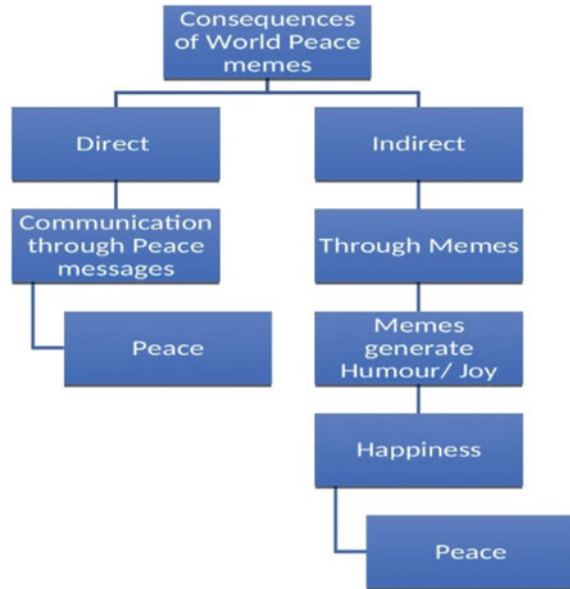 Consequences
of World Peace
memes
Direct
Indirect
Communication
through Peace
messages
Through Memes
Peace
Memes
generate
Humour/ Joy
Happiness
Peace